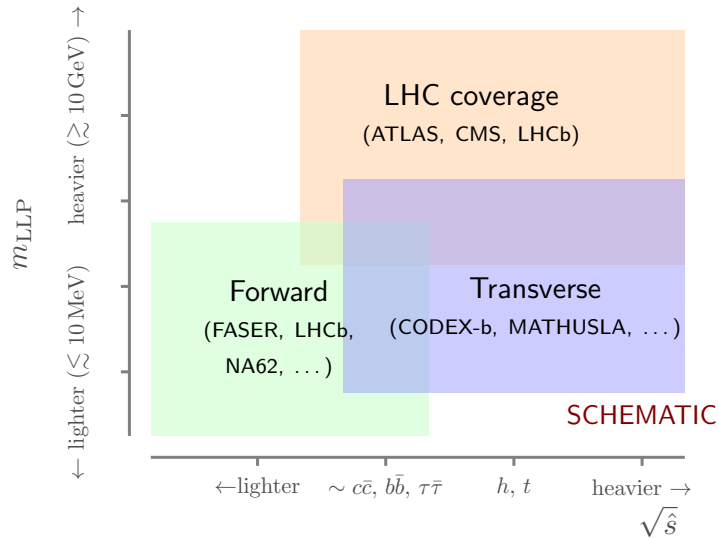 LHC coverage
(ATLAS, CMS, LHCb)
Forward
(FASER, LHCb,
NA62, ...)
Transverse
(CODEX-b, MATHUSLA, ...)
SCHEMATIC
m_LLP
heavier (≳ 10 GeV) →
← lighter (≲ 10 MeV)
←lighter
∼ cc̄, bb̄, ττ̄
h, t
heavier →
√ŝ